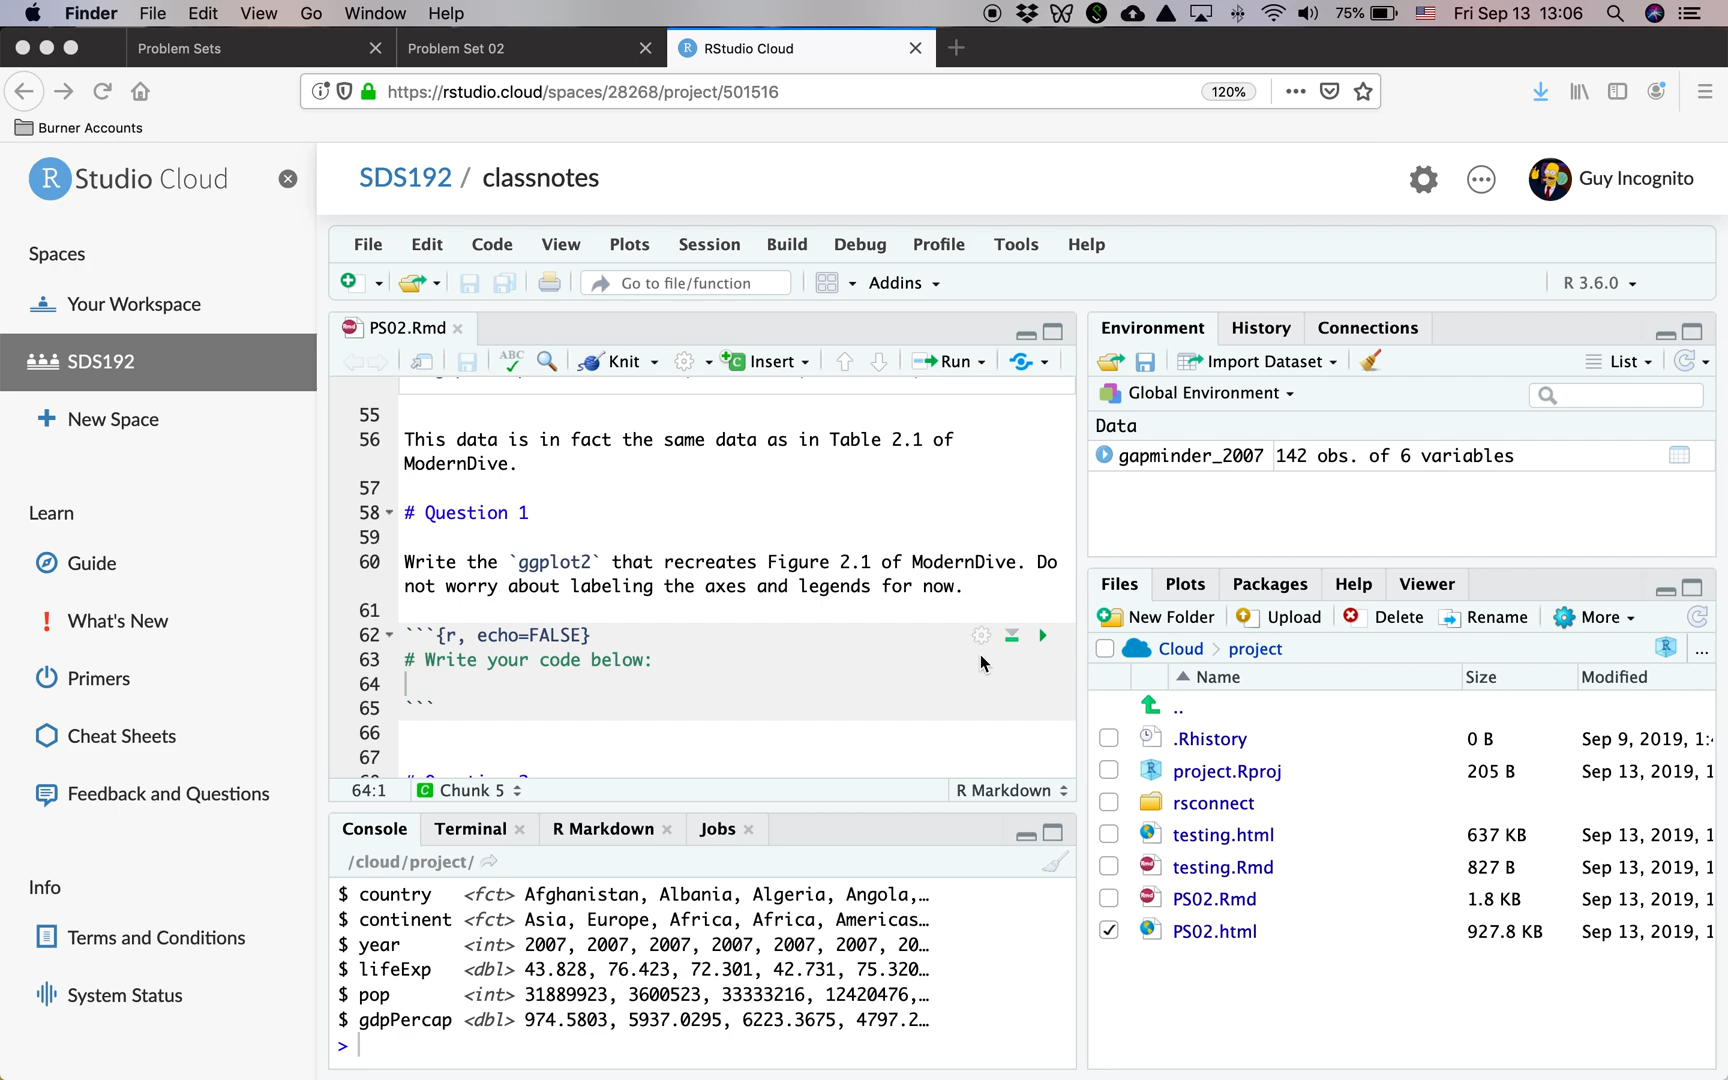 Finder File Edit View Go Window Help 75% Fri Sep 13 13:06
Problem Sets Problem Set 02 R RStudio Cloud
https://rstudio.cloud/spaces/28268/project/501516 120%
Burner Accounts
R Studio Cloud
SDS192 / classnotes
Guy Incognito
Spaces
Your Workspace
SDS192
New Space
Learn
Guide
What's New
Primers
Cheat Sheets
Feedback and Questions
Info
Terms and Conditions
System Status
File Edit Code View Plots Session Build Debug Profile Tools Help
Go to file/function Addins R 3.6.0
PS02.Rmd
ABC Knit Insert Run
55
56 This data is in fact the same data as in Table 2.1 of
ModernDive.
57
58 # Question 1
59
60 Write the `ggplot2` that recreates Figure 2.1 of ModernDive. Do
not worry about labeling the axes and legends for now.
61
62 ```{r, echo=FALSE}
63 # Write your code below:
64
65 ```
66
67
64:1 Chunk 5 R Markdown
Console Terminal R Markdown Jobs
/cloud/project/
$ country <fct> Afghanistan, Albania, Algeria, Angola,…
$ continent <fct> Asia, Europe, Africa, Africa, Americas…
$ year <int> 2007, 2007, 2007, 2007, 2007, 2007, 20…
$ lifeExp <dbl> 43.828, 76.423, 72.301, 42.731, 75.320…
$ pop <int> 31889923, 3600523, 33333216, 12420476,…
$ gdpPercap <dbl> 974.5803, 5937.0295, 6223.3675, 4797.2…
>
Environment History Connections
Import Dataset List
Global Environment
Data
gapminder_2007 142 obs. of 6 variables
Files Plots Packages Help Viewer
New Folder Upload Delete Rename More
Cloud > project ...
Name Size Modified
..
.Rhistory 0 B Sep 9, 2019, 1:
project.Rproj 205 B Sep 13, 2019, 1
rsconnect
testing.html 637 KB Sep 13, 2019, 1
testing.Rmd 827 B Sep 13, 2019, 1
PS02.Rmd 1.8 KB Sep 13, 2019, 1
PS02.html 927.8 KB Sep 13, 2019, 1